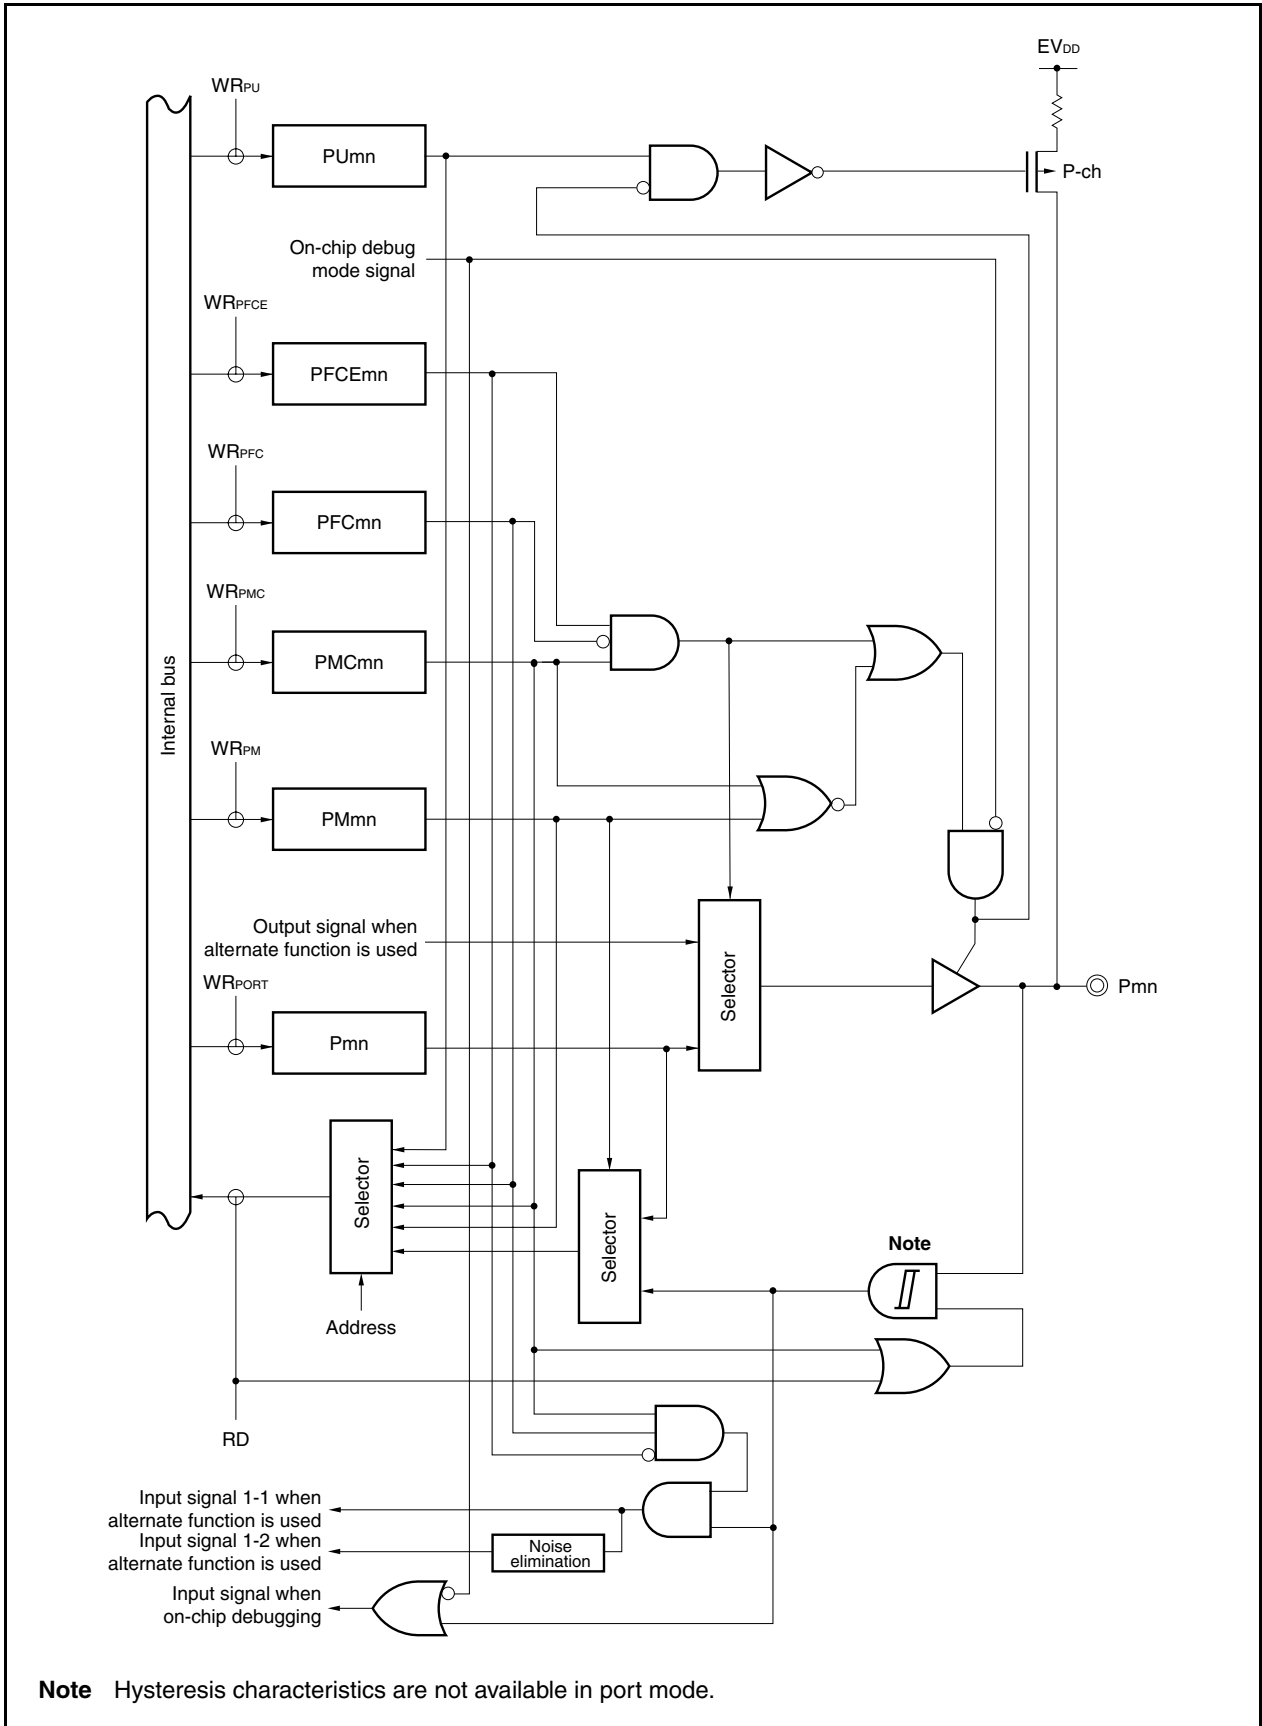 EVDD
WRPU
PUmn
P-ch
On-chip debug
mode signal
WRPFCE
PFCEmn
WRPFC
PFCmn
WRPMC
PMCmn
Internal bus
WRPM
PMmn
Output signal when
alternate function is used
Selector
WRPORT
Pmn
Pmn
Selector
Selector
Note
Address
RD
Input signal 1-1 when
alternate function is used
Input signal 1-2 when
alternate function is used
Noise
elimination
Input signal when
on-chip debugging
Note Hysteresis characteristics are not available in port mode.